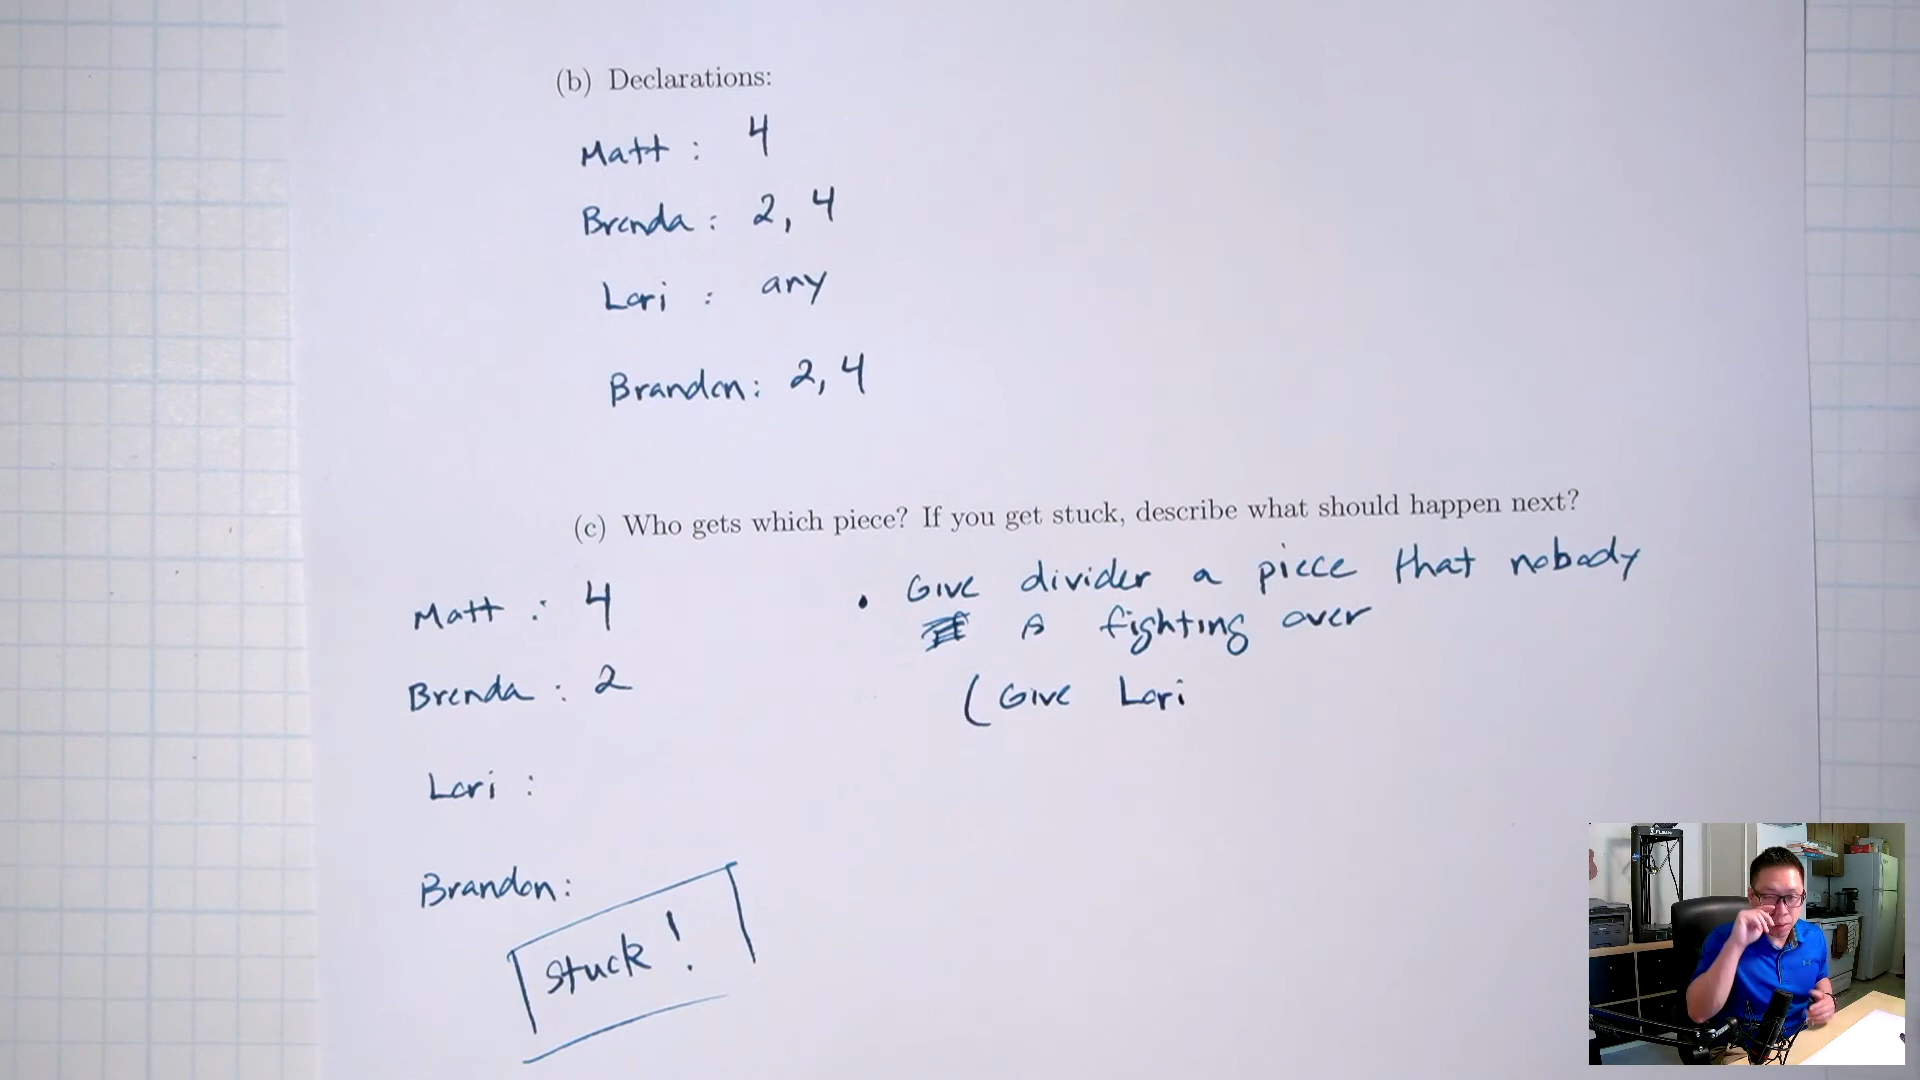 (b) Declarations:
Matt : 4
Brenda : 2, 4
Lori : any
Brandon: 2, 4
(c) Who gets which piece? If you get stuck, describe what should happen next?
Matt : 4
Brenda : 2
Lori :
Brandon:
stuck!
• Give divider a piece that nobody
is fighting over
(Give Lori